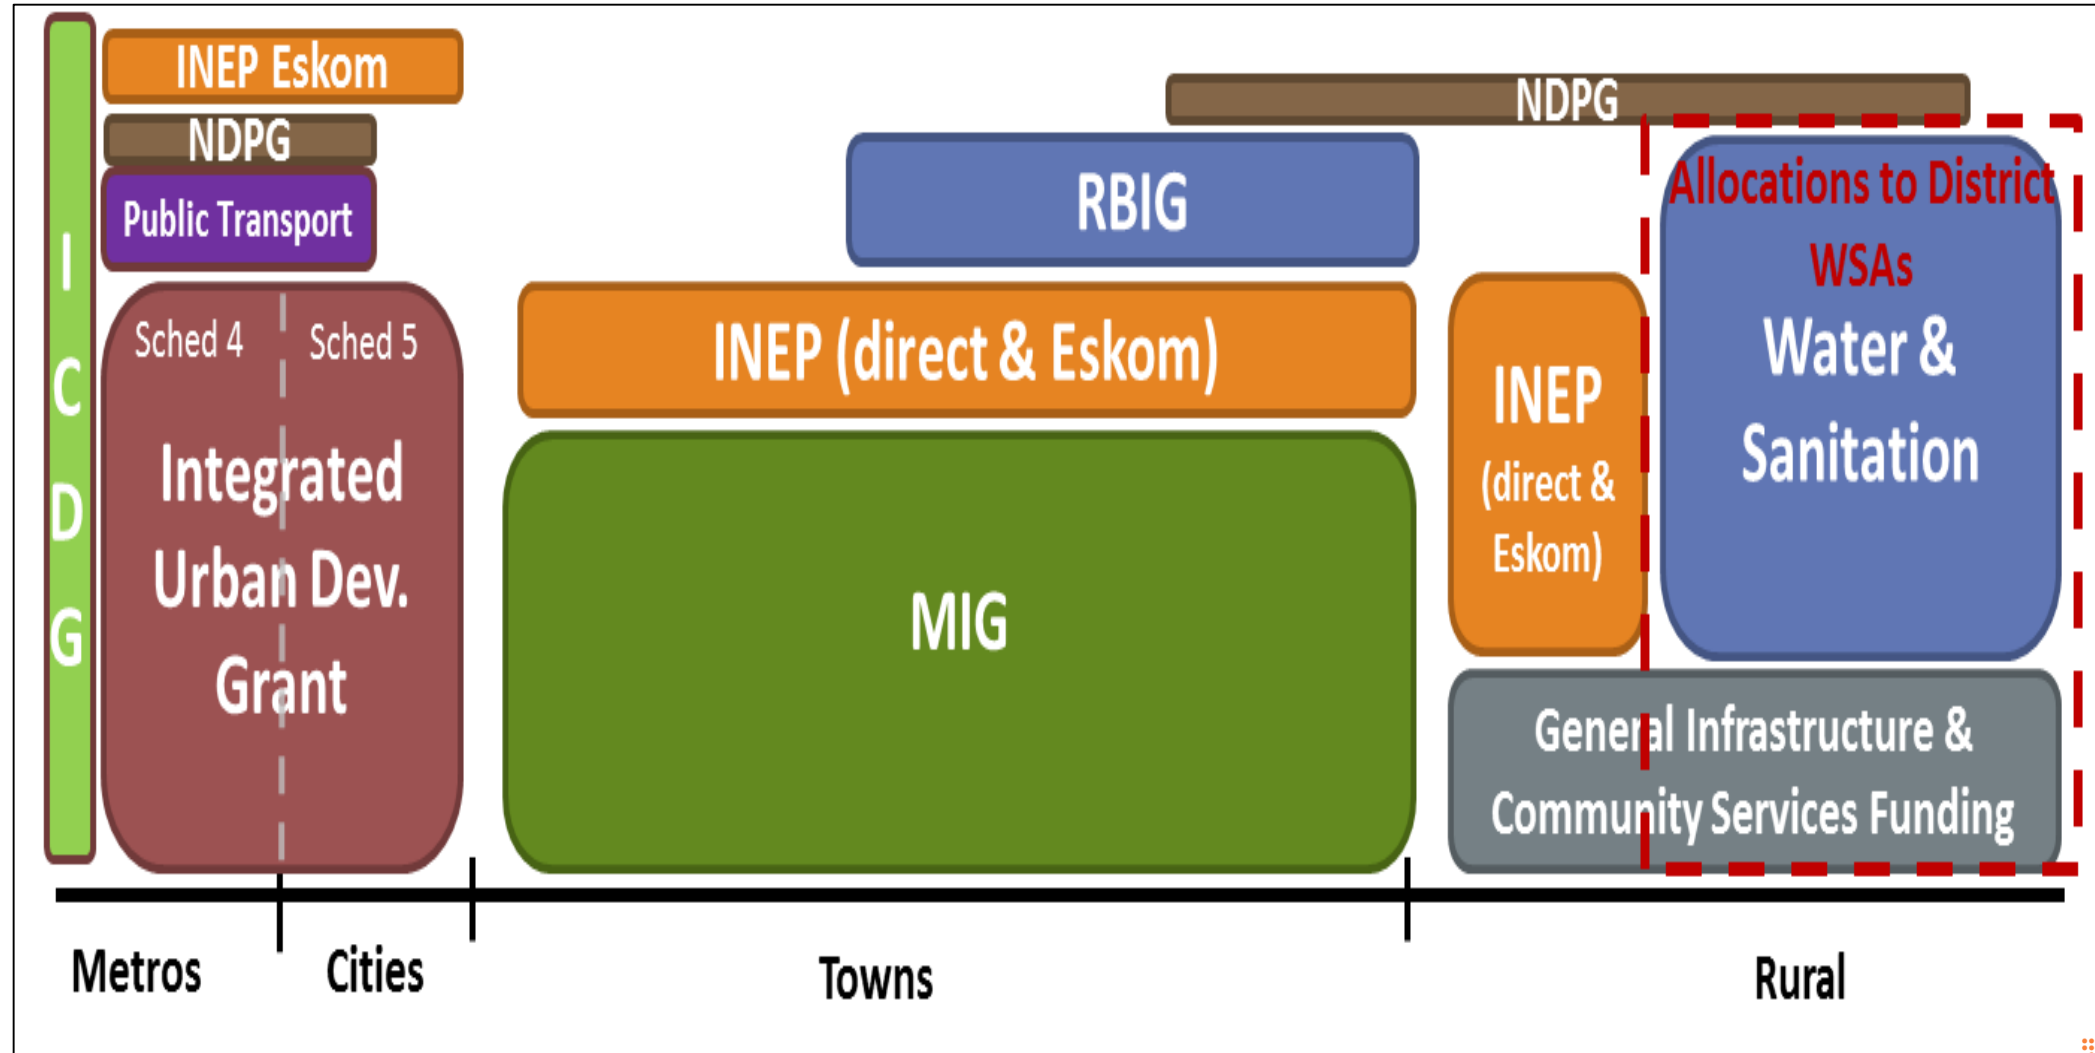 I
C
D
G
INEP Eskom
NDPG
Public Transport
Sched 4
Sched 5
Integrated
Urban Dev.
Grant
NDPG
RBIG
INEP (direct & Eskom)
MIG
INEP
(direct &
Eskom)
Allocations to District
WSAs
Water &
Sanitation
General Infrastructure &
Community Services Funding
Metros
Cities
Towns
Rural